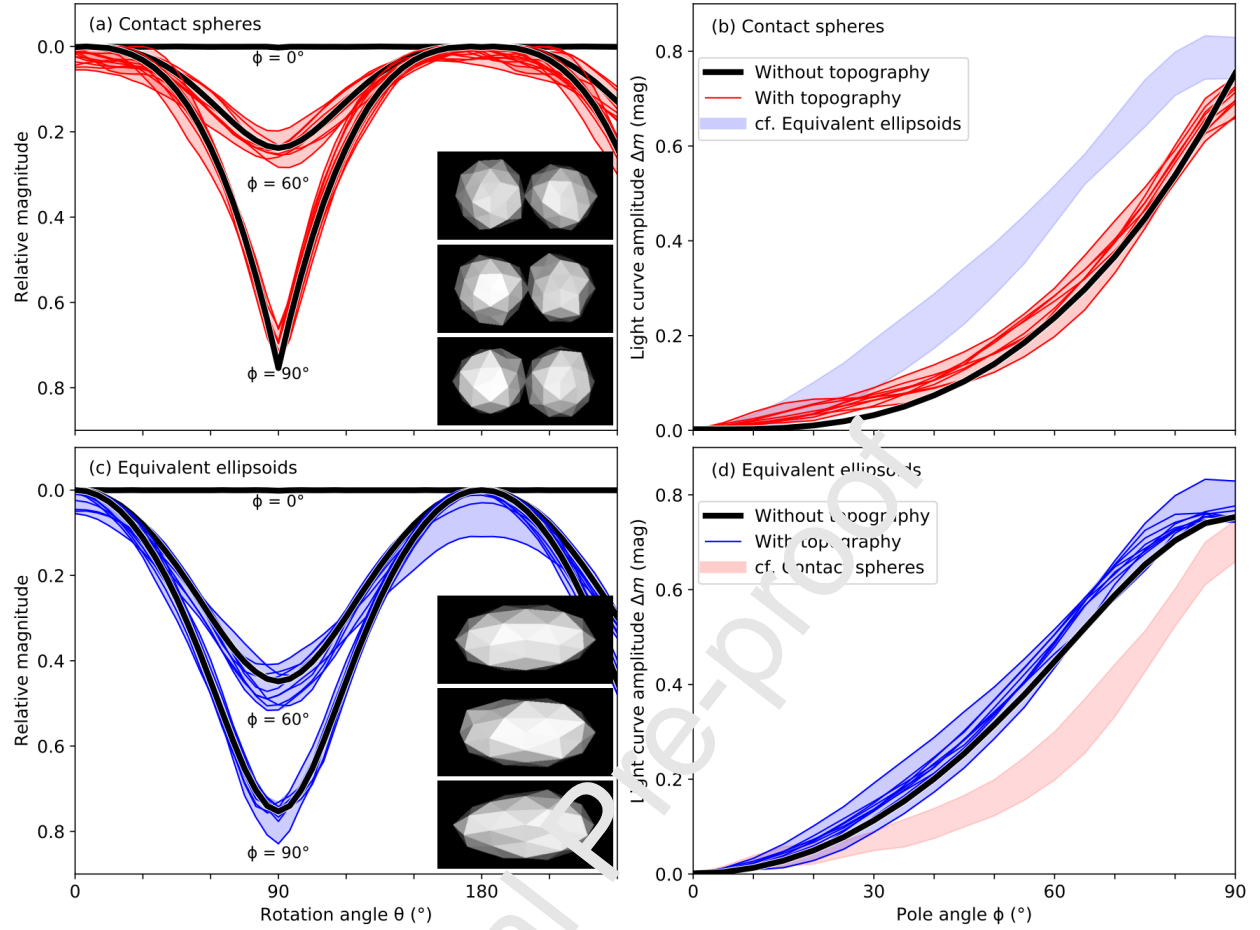 (a) Contact spheres
0.0
0.2
0.4
0.6
0.8
Relative magnitude
ϕ = 0°
ϕ = 60°
ϕ = 90°
(b) Contact spheres
Without topography
With topography
cf. Equivalent ellipsoids
0.8
0.6
0.4
0.2
0.0
Light curve amplitude Δm (mag)
(c) Equivalent ellipsoids
0.0
0.2
0.4
0.6
0.8
Relative magnitude
ϕ = 0°
ϕ = 60°
ϕ = 90°
0
90
180
Rotation angle θ (°)
(d) Equivalent ellipsoids
Without topography
With topography
cf. Contact spheres
0.8
0.6
0.4
0.2
0.0
Light curve amplitude Δm (mag)
0
30
60
90
Pole angle ϕ (°)
al Pre-proof